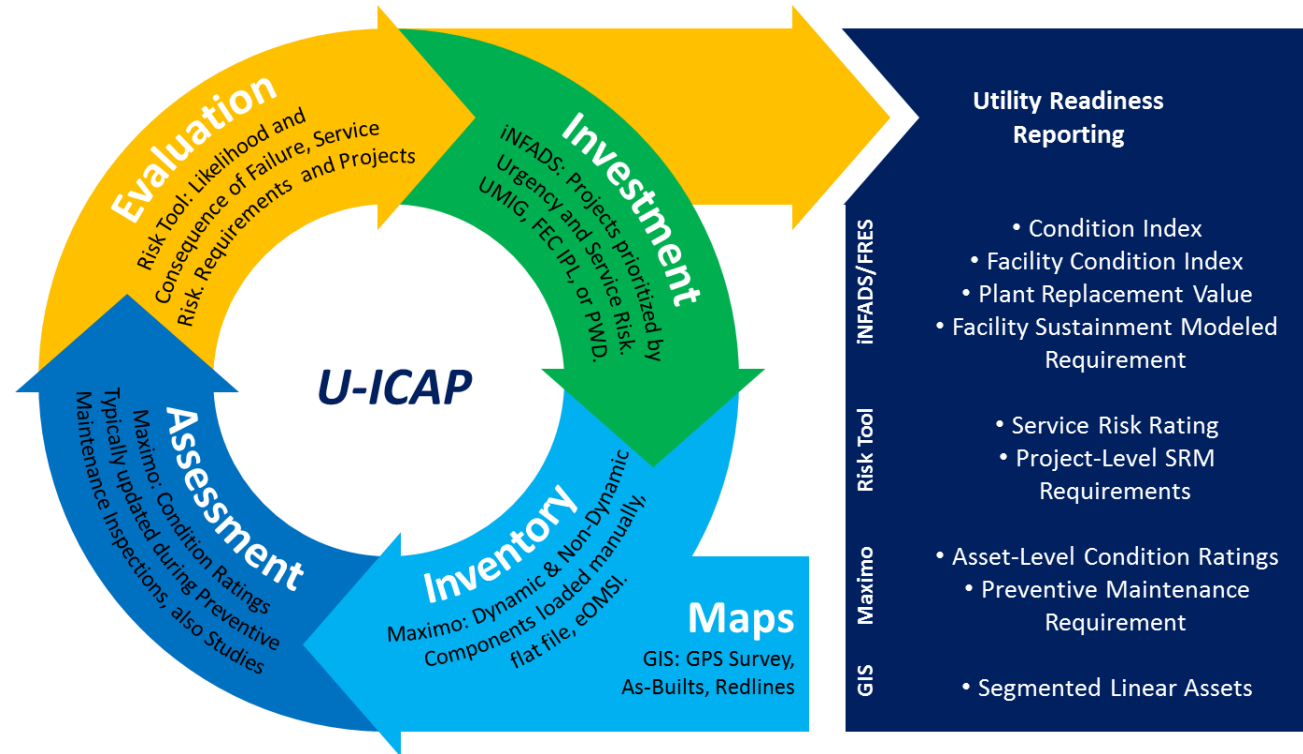 Evaluation
Risk Tool: Likelihood and
Consequence of Failure, Service
Risk. Requirements and Projects
Investment
iNFADS: Projects prioritized by
Urgency and Service Risk.
UMIG, FEC IPL, or PWD.
U-ICAP
Assessment
Maximo: Condition Ratings
Typically updated during Preventive
Maintenance Inspections, also Studies
Inventory
Maximo: Dynamic & Non-Dynamic
Components loaded manually,
flat file, eOMSI.
Maps
GIS: GPS Survey,
As-Builts, Redlines
Utility Readiness
Reporting
iNFADS/FRES
• Condition Index
• Facility Condition Index
• Plant Replacement Value
• Facility Sustainment Modeled
Requirement
Risk Tool
• Service Risk Rating
• Project-Level SRM
Requirements
Maximo
• Asset-Level Condition Ratings
• Preventive Maintenance
Requirement
GIS
• Segmented Linear Assets